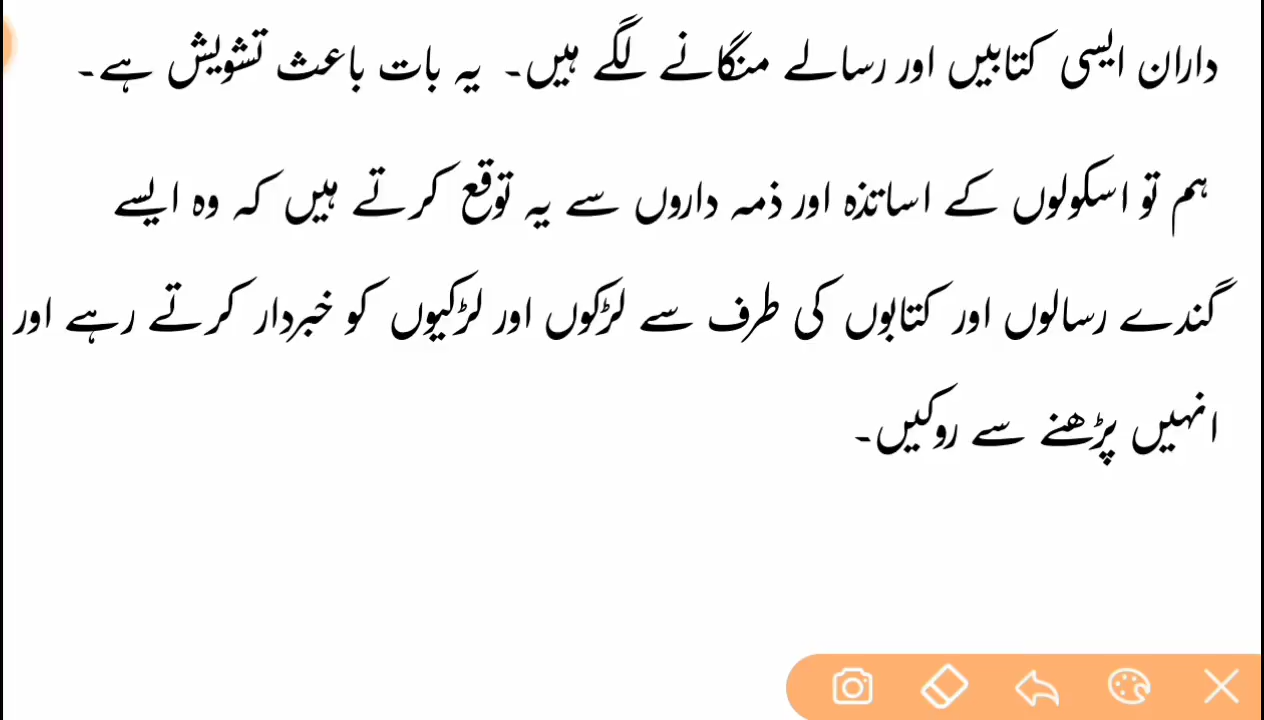 داران ایسی کتابیں اور رسالے منگانے لگے ہیں۔ یہ بات باعث تشویش ہے۔
ہم تو اسکولوں کے اساتذہ اور ذمہ داروں سے یہ توقع کرتے ہیں کہ وہ ایسے
گندے رسالوں اور کتابوں کی طرف سے لڑکوں اور لڑکیوں کو خبردار کرتے رہے اور
انہیں پڑھنے سے روکیں۔